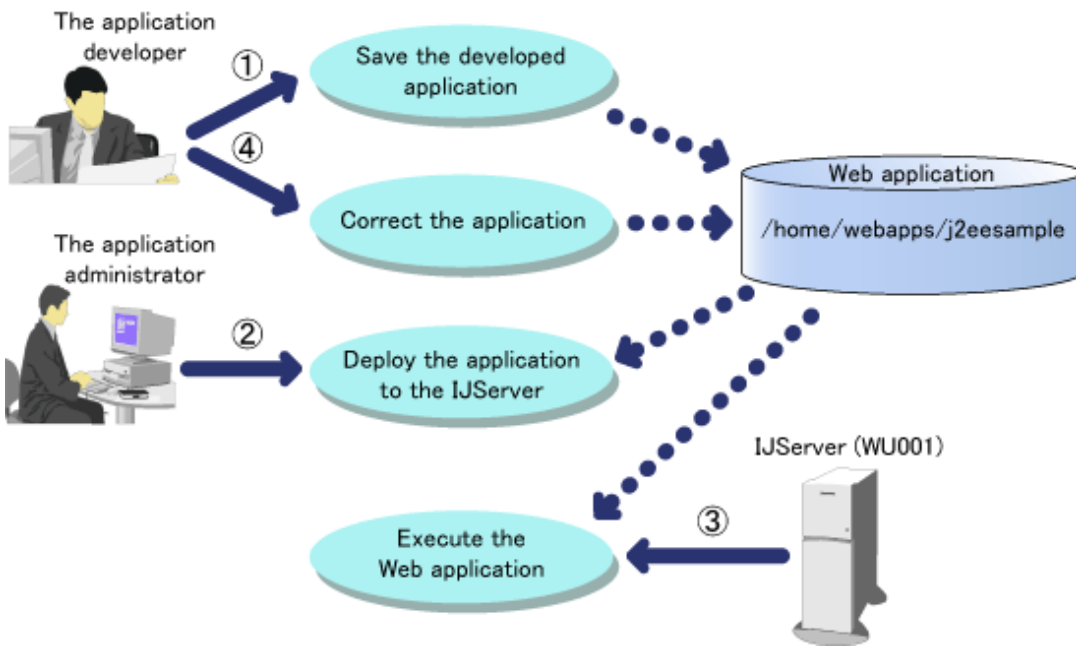 The application
developer
①
Save the developed
application
④
Correct the application
Web application
/home/webapps/j2eesample
The application
administrator
②
Deploy the application
to the IJServer
IJServer (WU001)
③
Execute the
Web application